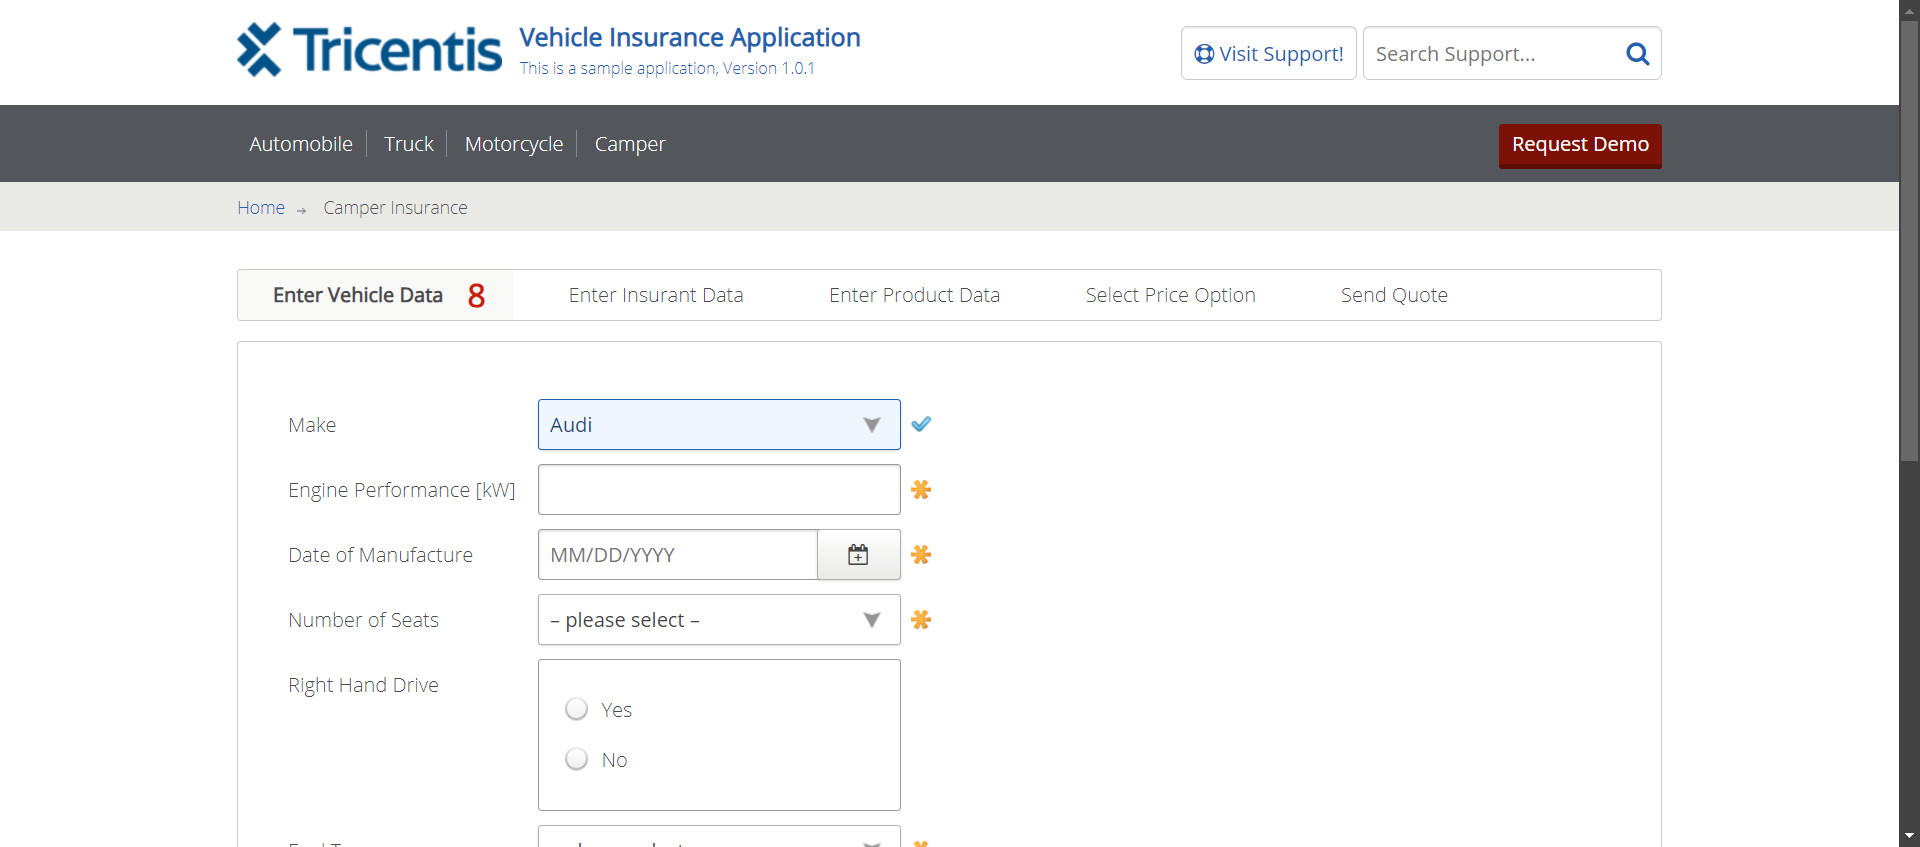 Tricentis
Vehicle Insurance Application
This is a sample application, Version 1.0.1
Visit Support!
Search Support...
Automobile
Truck
Motorcycle
Camper
Request Demo
Home
Camper Insurance
Enter Vehicle Data 8
Enter Insurant Data
Enter Product Data
Select Price Option
Send Quote
Make
Audi
Engine Performance [kW]
Date of Manufacture
MM/DD/YYYY
Number of Seats
– please select –
Right Hand Drive
Yes
No